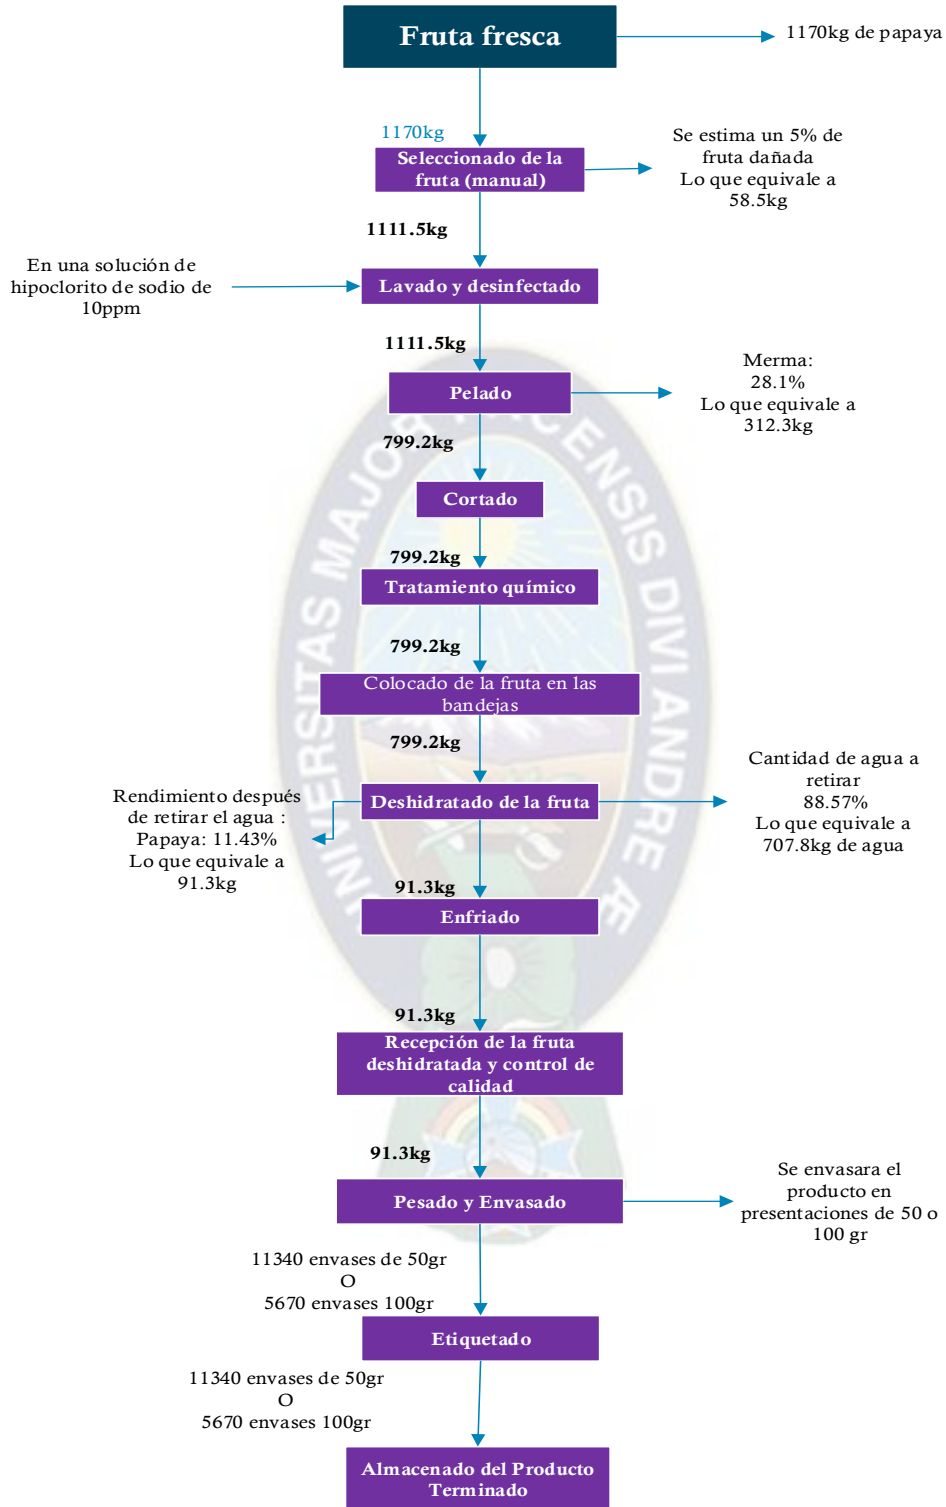 Fruta fresca
1170kg de papaya
1170kg
Seleccionado de la
fruta (manual)
Se estima un 5% de
fruta dañada
Lo que equivale a
58.5kg
1111.5kg
En una solución de
hipoclorito de sodio de
10ppm
Lavado y desinfectado
1111.5kg
Pelado
Merma:
28.1%
Lo que equivale a
312.3kg
799.2kg
Cortado
799.2kg
Tratamiento químico
799.2kg
Colocado de la fruta en las
bandejas
799.2kg
Rendimiento después
de retirar el agua :
Papaya: 11.43%
Lo que equivale a
91.3kg
Deshidratado de la fruta
Cantidad de agua a
retirar
88.57%
Lo que equivale a
707.8kg de agua
91.3kg
Enfriado
91.3kg
Recepción de la fruta
deshidratada y control de
calidad
91.3kg
Pesado y Envasado
Se envasara el
producto en
presentaciones de 50 o
100 gr
11340 envases de 50gr
O
5670 envases 100gr
Etiquetado
11340 envases de 50gr
O
5670 envases 100gr
Almacenado del Producto
Terminado